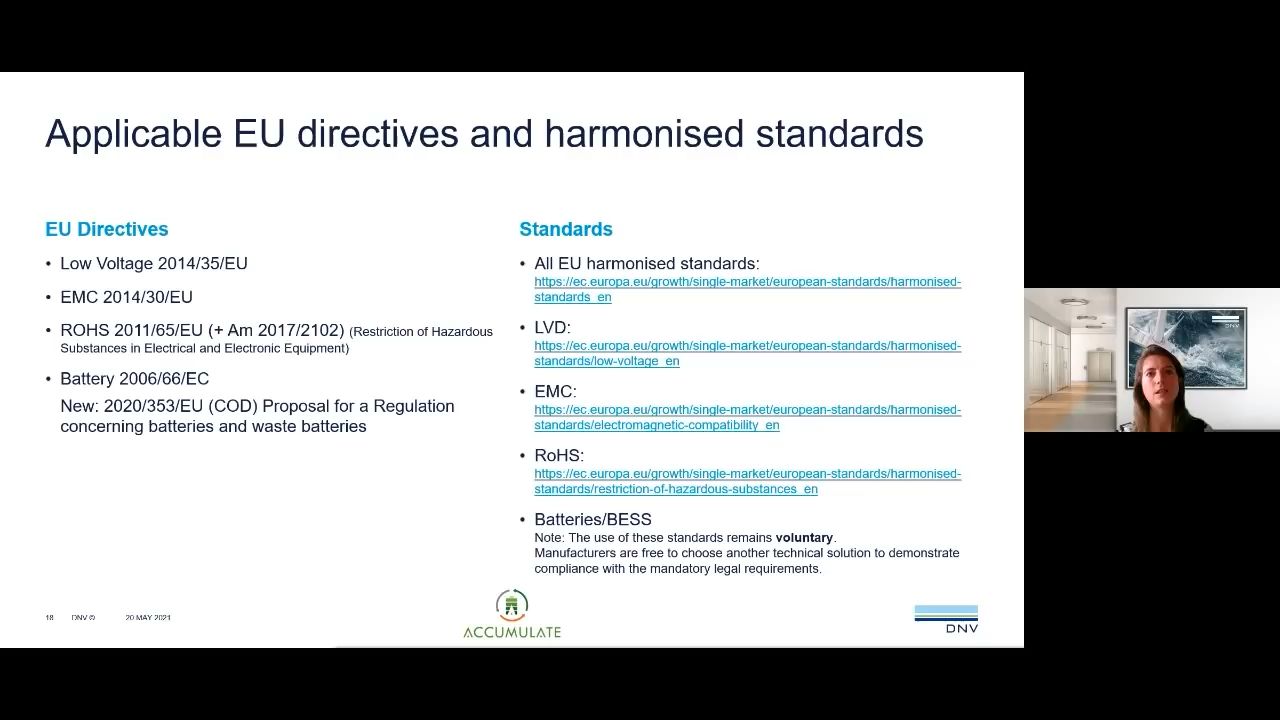 Applicable EU directives and harmonised standards
EU Directives
• Low Voltage 2014/35/EU
• EMC 2014/30/EU
• ROHS 2011/65/EU (+ Am 2017/2102) (Restriction of Hazardous
Substances in Electrical and Electronic Equipment)
• Battery 2006/66/EC
New: 2020/353/EU (COD) Proposal for a Regulation
concerning batteries and waste batteries
Standards
• All EU harmonised standards:
https://ec.europa.eu/growth/single-market/european-standards/harmonised-
standards_en
• LVD:
https://ec.europa.eu/growth/single-market/european-standards/harmonised-
standards/low-voltage_en
• EMC:
https://ec.europa.eu/growth/single-market/european-standards/harmonised-
standards/electromagnetic-compatibility_en
• RoHS:
https://ec.europa.eu/growth/single-market/european-standards/harmonised-
standards/restriction-of-hazardous-substances_en
• Batteries/BESS
Note: The use of these standards remains voluntary.
Manufacturers are free to choose another technical solution to demonstrate
compliance with the mandatory legal requirements.
18 DNV © 20 MAY 2021
ACCUMULATE
DNV
DNV